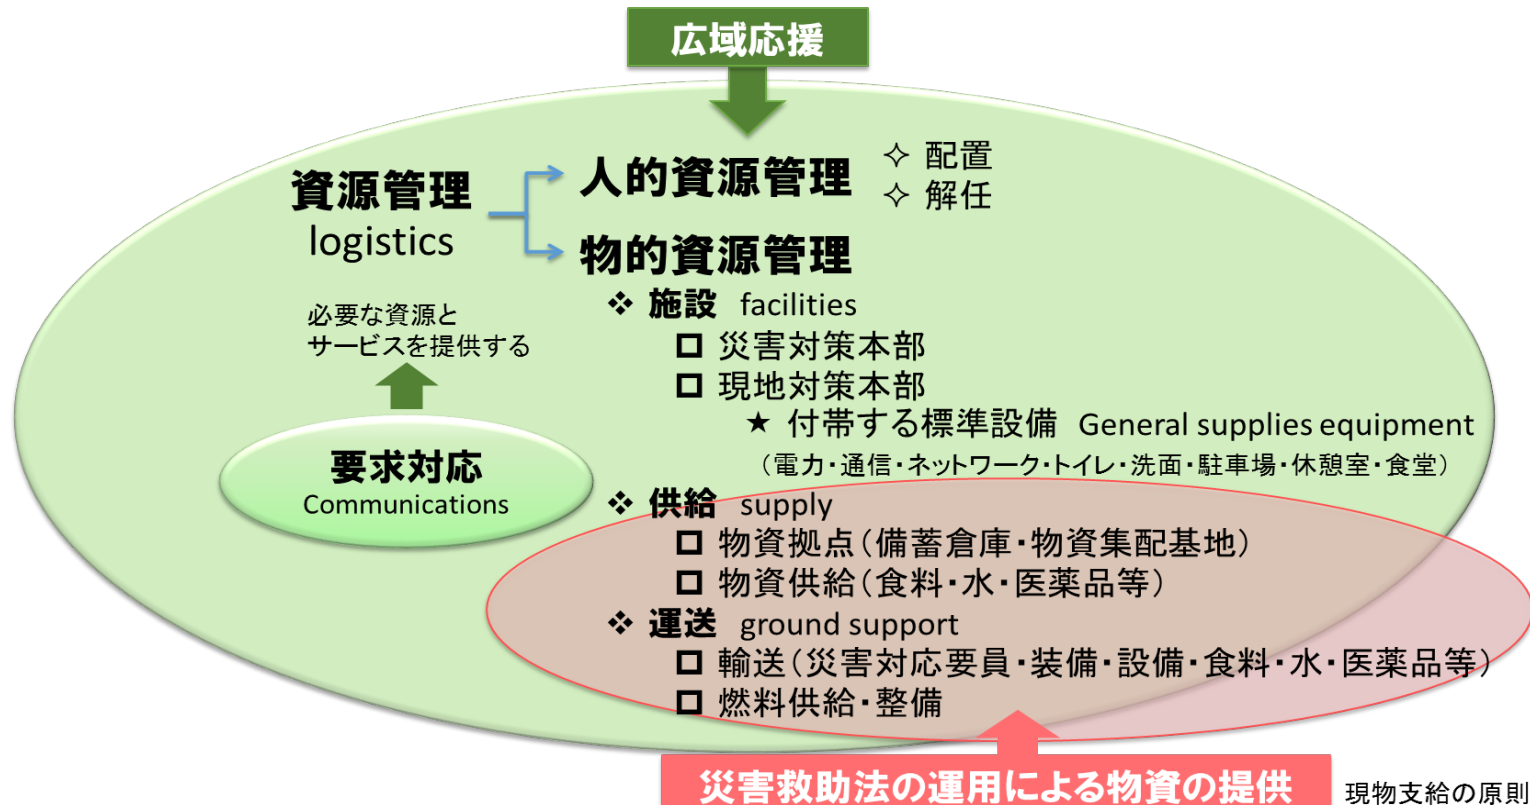 広域応援
資源管理
logistics
人的資源管理
✧ 配置
✧ 解任
物的資源管理
必要な資源と
サービスを提供する
要求対応
Communications
❖ 施設 facilities
□ 災害対策本部
□ 現地対策本部
★ 付帯する標準設備 General supplies equipment
（電力・通信・ネットワーク・トイレ・洗面・駐車場・休憩室・食堂）
❖ 供給 supply
□ 物資拠点（備蓄倉庫・物資集配基地）
□ 物資供給（食料・水・医薬品等）
❖ 運送 ground support
□ 輸送（災害対応要員・装備・設備・食料・水・医薬品等）
□ 燃料供給・整備
災害救助法の運用による物資の提供
現物支給の原則